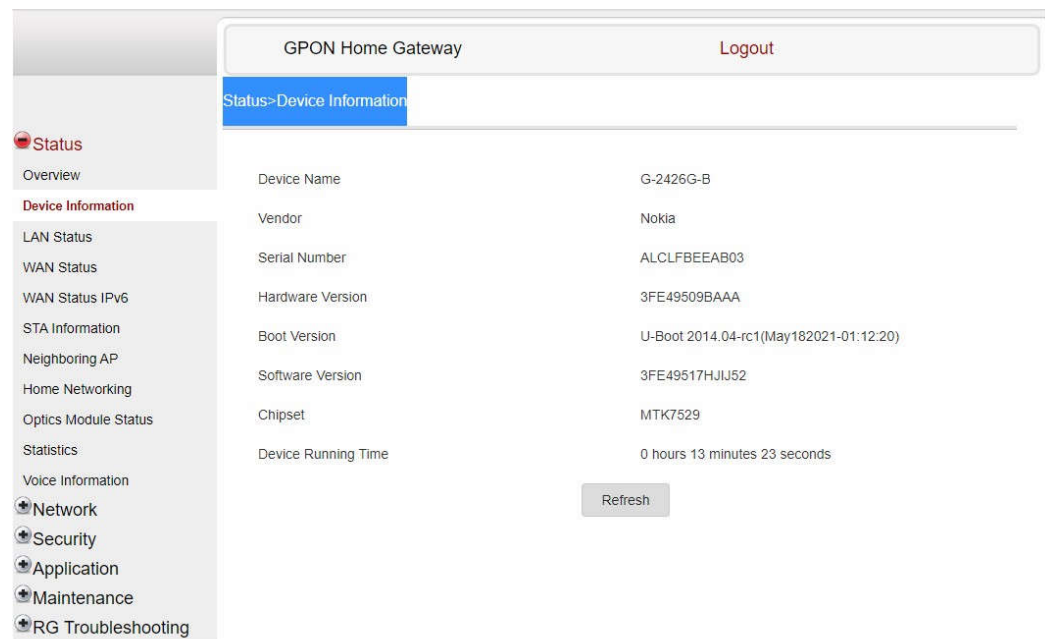 GPON Home Gateway
Logout
Status>Device Information
Status
Overview
Device Information
LAN Status
WAN Status
WAN Status IPv6
STA Information
Neighboring AP
Home Networking
Optics Module Status
Statistics
Voice Information
Network
Security
Application
Maintenance
RG Troubleshooting
Device Name G-2426G-B
Vendor Nokia
Serial Number ALCLFBEEAB03
Hardware Version 3FE49509BAAA
Boot Version U-Boot 2014.04-rc1(May182021-01:12:20)
Software Version 3FE49517HJIJ52
Chipset MTK7529
Device Running Time 0 hours 13 minutes 23 seconds
Refresh